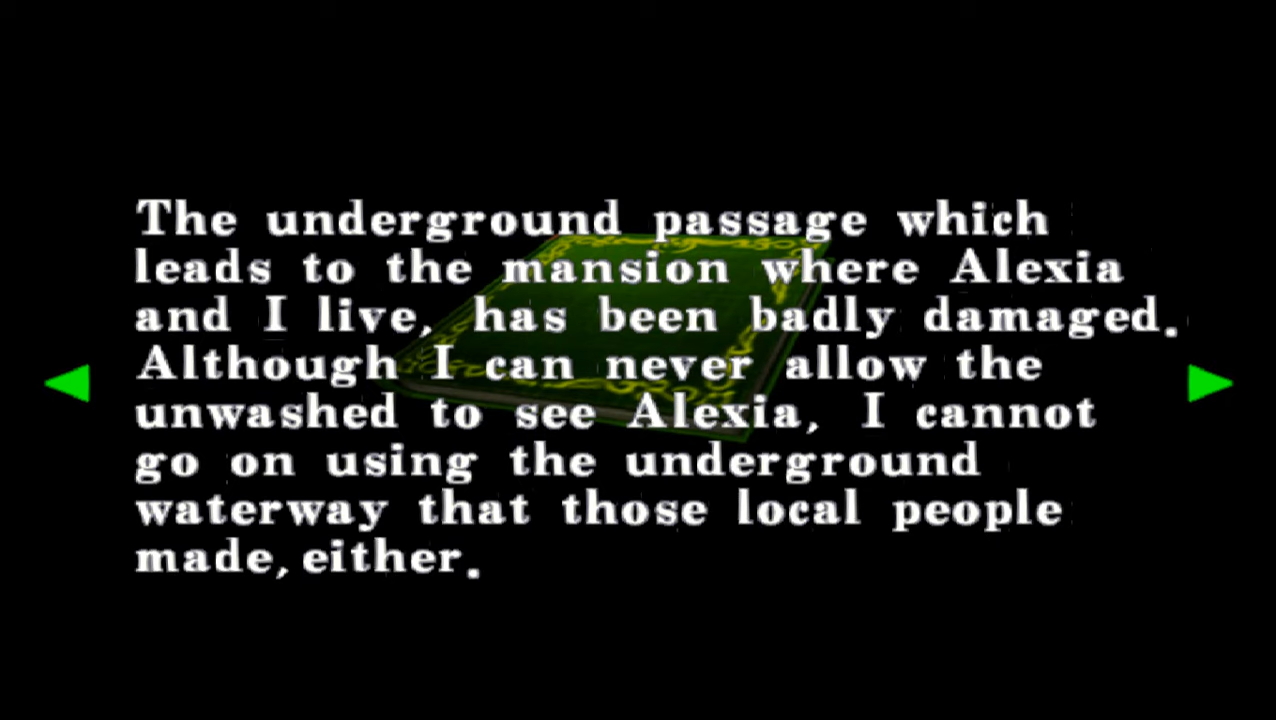 The underground passage which
leads to the mansion where Alexia
and I live, has been badly damaged.
Although I can never allow the
unwashed to see Alexia, I cannot
go on using the underground
waterway that those local people
made, either.